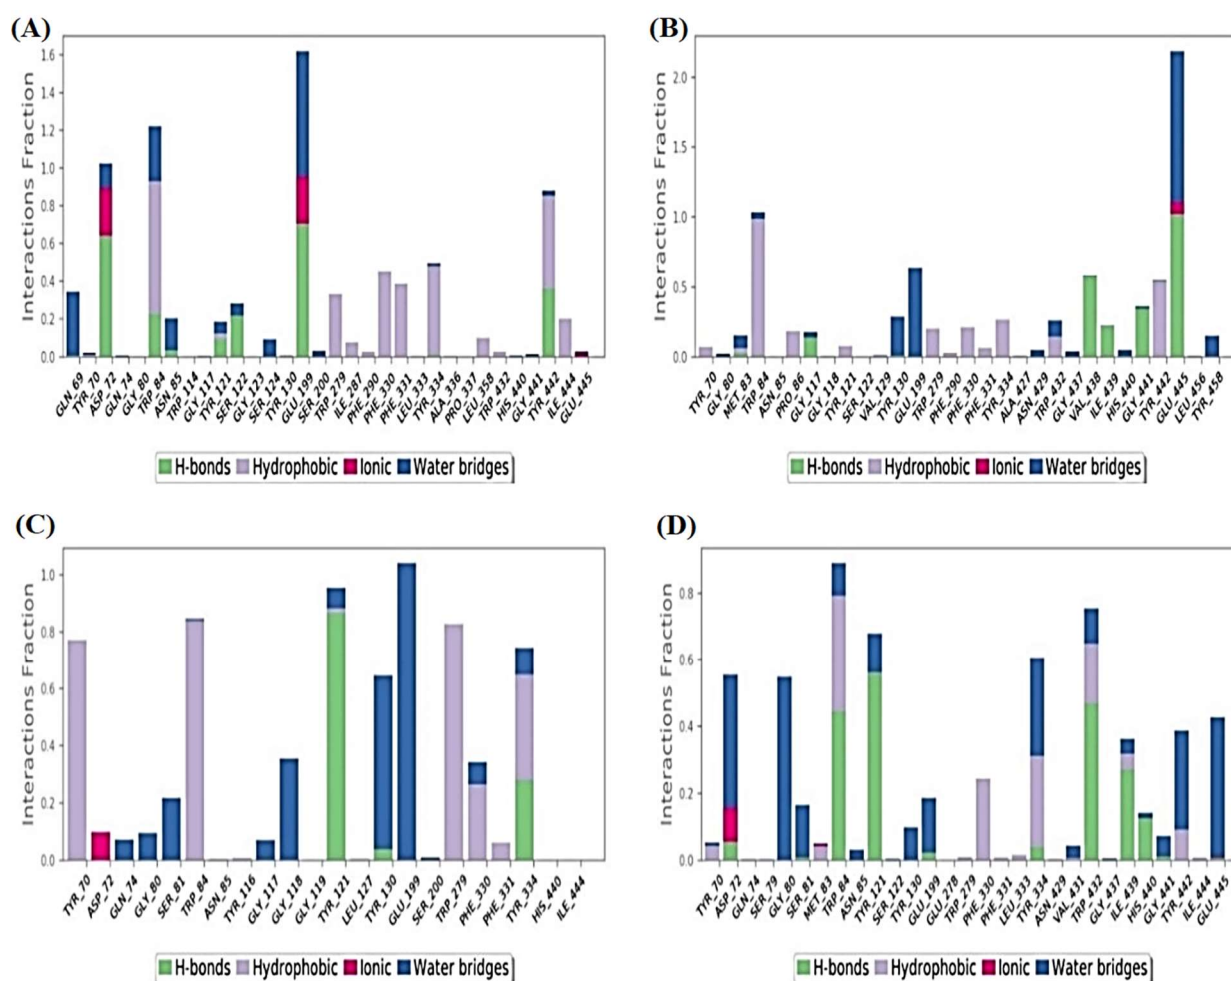 (A)
(B)
Interactions Fraction
1.6
1.4
1.2
1.0
0.8
0.6
0.4
0.2
0.0
GLN_69 TYR_70 ASP_72 GLN_74 GLY_80 TRP_84 ASN_85 TRP_114 GLY_117 TYR_121 SER_122 GLY_123 SER_124 TYR_130 GLU_199 SER_200 TRP_279 ILE_287 PHE_290 PHE_330 PHE_331 LEU_333 TYR_334 ALA_336 PRO_337 LEU_358 TRP_432 HIS_440 GLY_441 TYR_442 ILE_444 GLU_445
H-bonds Hydrophobic Ionic Water bridges
Interactions Fraction
2.0
1.5
1.0
0.5
0.0
TYR_70 GLY_80 MET_83 TRP_84 ASN_85 PRO_86 GLY_117 GLY_118 TYR_121 SER_122 VAL_129 TYR_130 GLU_199 TRP_279 PHE_290 PHE_330 PHE_331 TYR_334 ALA_427 ASN_429 TRP_432 GLY_437 VAL_438 ILE_439 HIS_440 GLY_441 TYR_442 GLU_445 LEU_456 TYR_458
H-bonds Hydrophobic Ionic Water bridges
(C)
(D)
Interactions Fraction
1.0
0.8
0.6
0.4
0.2
0.0
TYR_70 ASP_72 GLN_74 GLY_80 SER_81 TRP_84 ASN_85 TYR_116 GLY_117 GLY_118 GLY_119 TYR_121 LEU_127 TYR_130 GLU_199 SER_200 TRP_279 PHE_330 PHE_331 TYR_334 HIS_440 ILE_444
H-bonds Hydrophobic Ionic Water bridges
Interactions Fraction
0.8
0.6
0.4
0.2
0.0
TYR_70 ASP_72 GLN_74 SER_79 GLY_80 SER_81 MET_83 TRP_84 ASN_85 TYR_121 SER_122 TYR_130 GLU_199 GLU_278 TRP_279 PHE_330 PHE_331 LEU_333 TYR_334 ASN_429 VAL_431 TRP_432 GLY_437 ILE_439 HIS_440 GLY_441 TYR_442 ILE_444 GLU_445
H-bonds Hydrophobic Ionic Water bridges